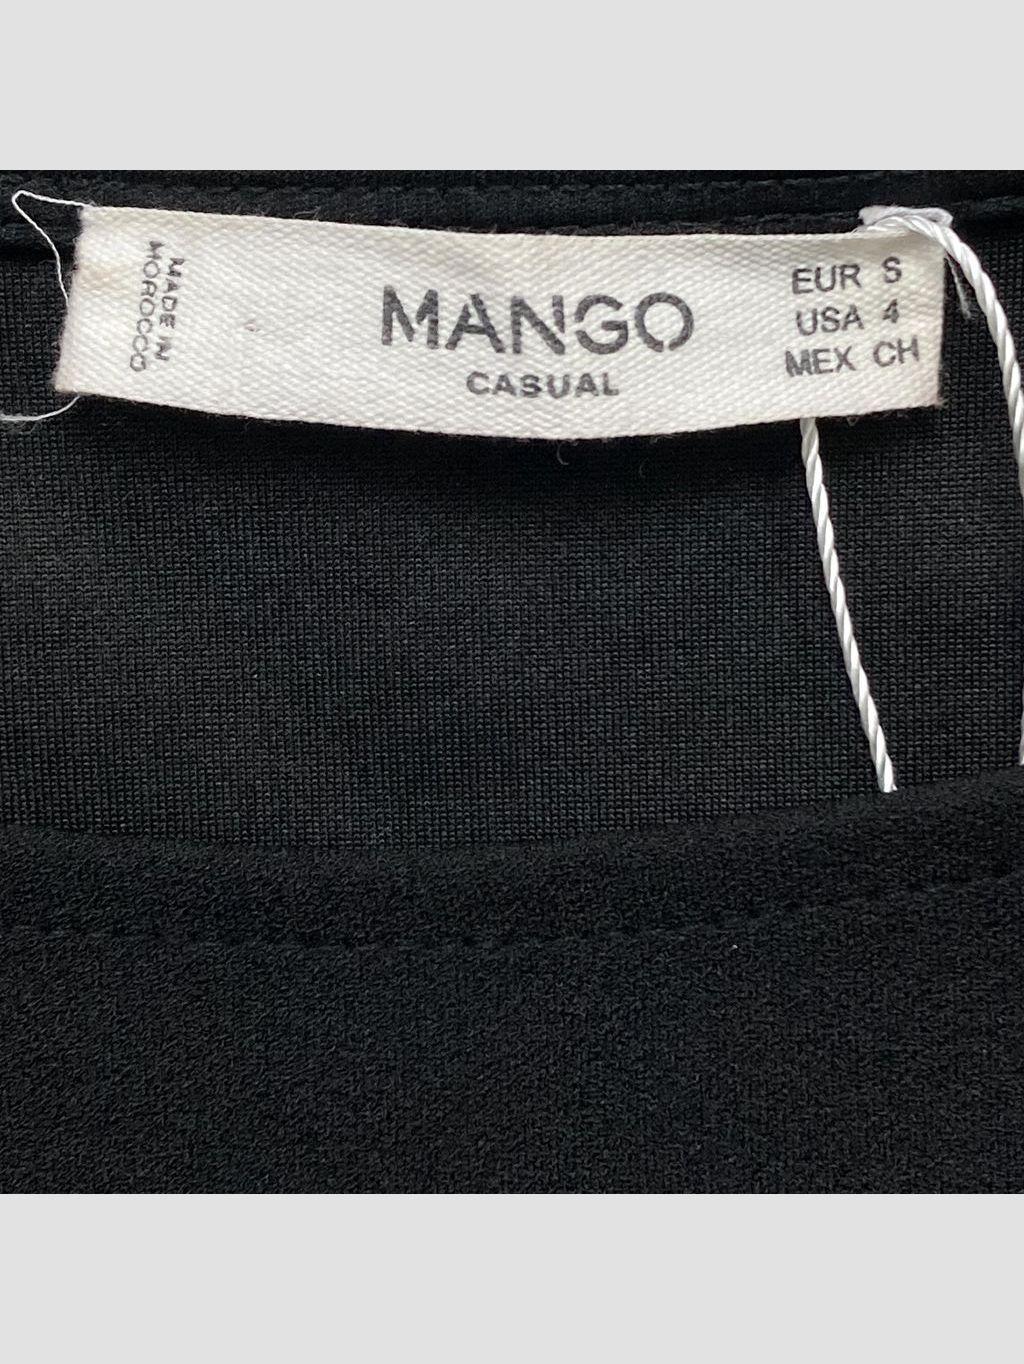 MADE IN
MOROCCO
MANGO
CASUAL
EUR S
USA 4
MEX CH